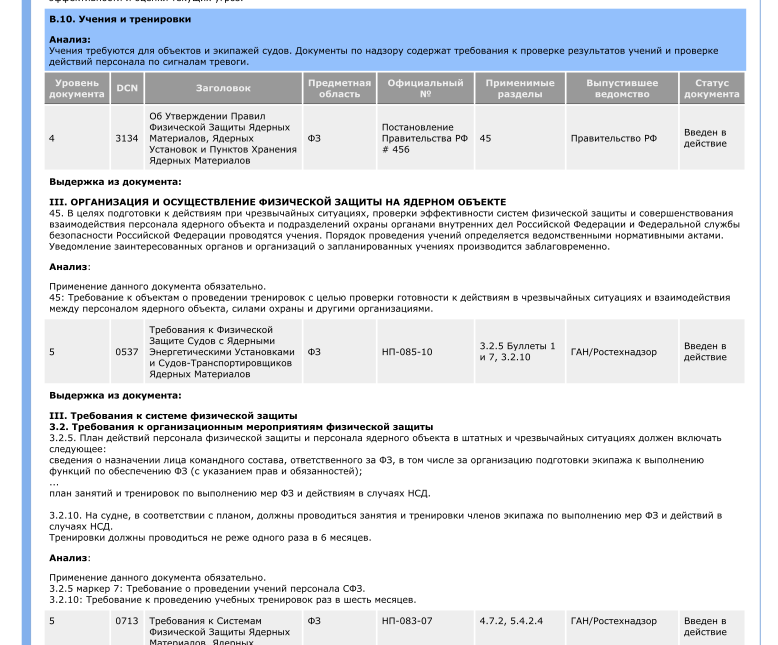 В.10. Учения и тренировки
Анализ:
Учения требуются для объектов и экипажей судов. Документы по надзору содержат требования к проверке результатов учений и проверке
действий персонала по сигналам тревоги.
Уровень документа DCN Заголовок Предметная область Официальный № Применимые разделы Выпустившее ведомство Статус документа
4 3134 Об Утверждении Правил Физической Защиты Ядерных Материалов, Ядерных Установок и Пунктов Хранения Ядерных Материалов ФЗ Постановление Правительства РФ # 456 45 Правительство РФ Введен в действие
Выдержка из документа:
III. ОРГАНИЗАЦИЯ И ОСУЩЕСТВЛЕНИЕ ФИЗИЧЕСКОЙ ЗАЩИТЫ НА ЯДЕРНОМ ОБЪЕКТЕ
45. В целях подготовки к действиям при чрезвычайных ситуациях, проверки эффективности систем физической защиты и совершенствования
взаимодействия персонала ядерного объекта и подразделений охраны органами внутренних дел Российской Федерации и Федеральной службы
безопасности Российской Федерации проводятся учения. Порядок проведения учений определяется ведомственными нормативными актами.
Уведомление заинтересованных органов и организаций о запланированных учениях производится заблаговременно.
Анализ:
Применение данного документа обязательно.
45: Требование к объектам о проведении тренировок с целью проверки готовности к действиям в чрезвычайных ситуациях и взаимодействия
между персоналом ядерного объекта, силами охраны и другими организациями.
5 0537 Требования к Физической Защите Судов с Ядерными Энергетическими Установками и Судов-Транспортировщиков Ядерных Материалов ФЗ НП-085-10 3.2.5 Буллеты 1 и 7, 3.2.10 ГАН/Ростехнадзор Введен в действие
Выдержка из документа:
III. Требования к системе физической защиты
3.2. Требования к организационным мероприятиям физической защиты
3.2.5. План действий персонала физической защиты и персонала ядерного объекта в штатных и чрезвычайных ситуациях должен включать
следующее:
сведения о назначении лица командного состава, ответственного за ФЗ, в том числе за организацию подготовки экипажа к выполнению
функций по обеспечению ФЗ (с указанием прав и обязанностей);
...
план занятий и тренировок по выполнению мер ФЗ и действиям в случаях НСД.
3.2.10. На судне, в соответствии с планом, должны проводиться занятия и тренировки членов экипажа по выполнению мер ФЗ и действий в
случаях НСД.
Тренировки должны проводиться не реже одного раза в 6 месяцев.
Анализ:
Применение данного документа обязательно.
3.2.5 маркер 7: Требование о проведении учений персонала СФЗ.
3.2.10: Требование к проведению учебных тренировок раз в шесть месяцев.
5 0713 Требования к Системам Физической Защиты Ядерных Материалов, Ядерных ФЗ НП-083-07 4.7.2, 5.4.2.4 ГАН/Ростехнадзор Введен в действие